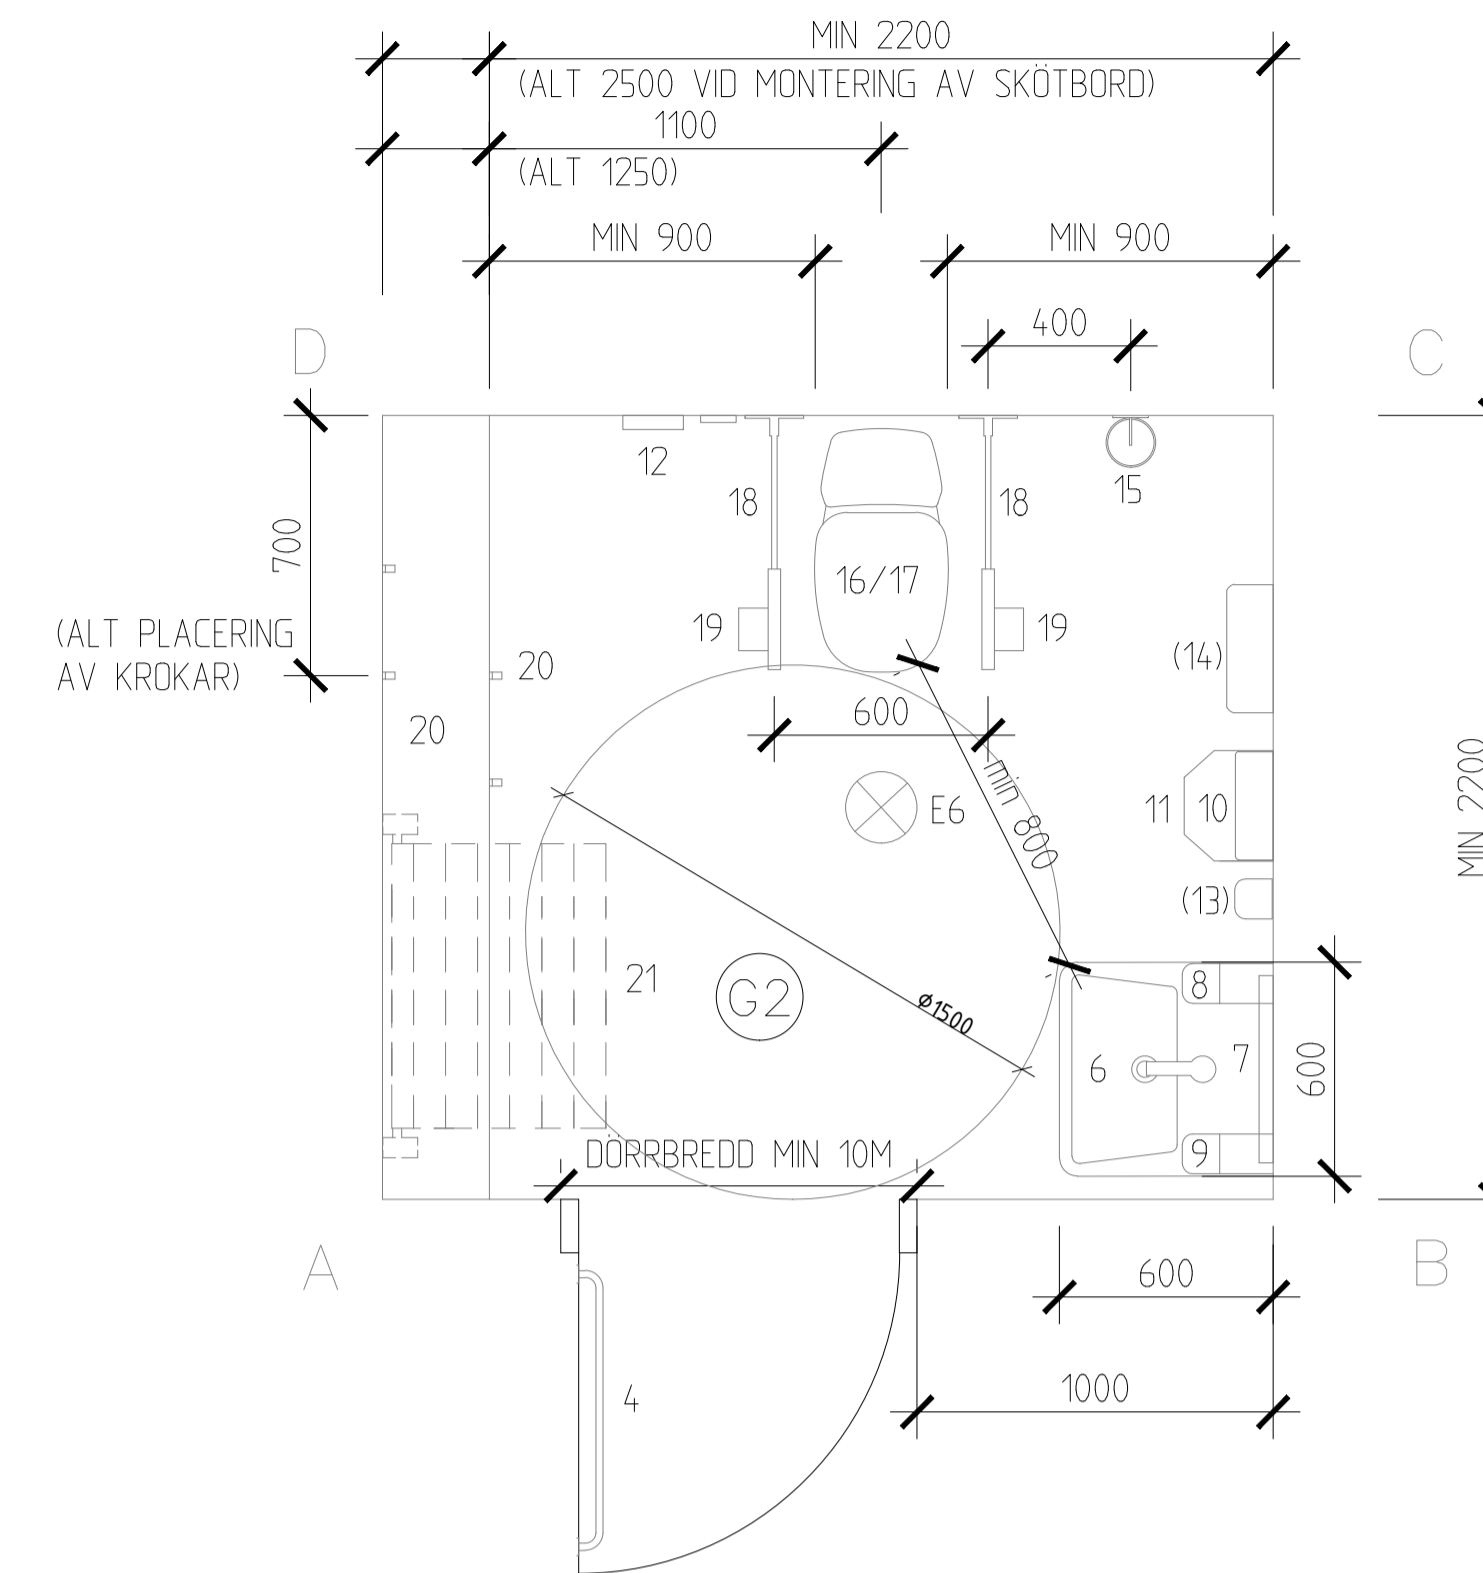 MIN 2200
(ALT 2500 VID MONTERING AV SKÖTBORD)
1100
(ALT 1250)
MIN 900
MIN 900
400
D
C
12
18
18
15
700
16/17
19
19
(ALT PLACERING
AV KROKAR)
20
(14)
20
600
min 800
E6
11
10
MIN 2200
(13)
21
G2
ø1500
8
6
7
600
9
DÖRRBREDD MIN 10M
A
B
600
4
1000